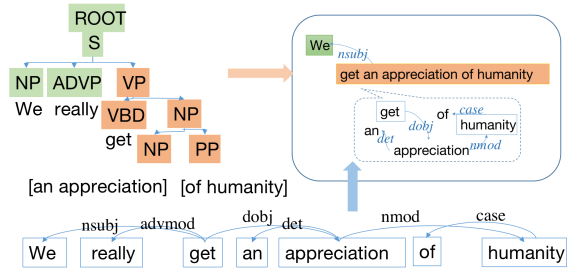 ROOT
S
NP ADVP VP
We really
VBD NP
get
NP PP
[an appreciation] [of humanity]
We
nsubj
get an appreciation of humanity
get of case
an dobj humanity
det nmod
appreciation
nsubj advmod dobj det nmod case
We really get an appreciation of humanity